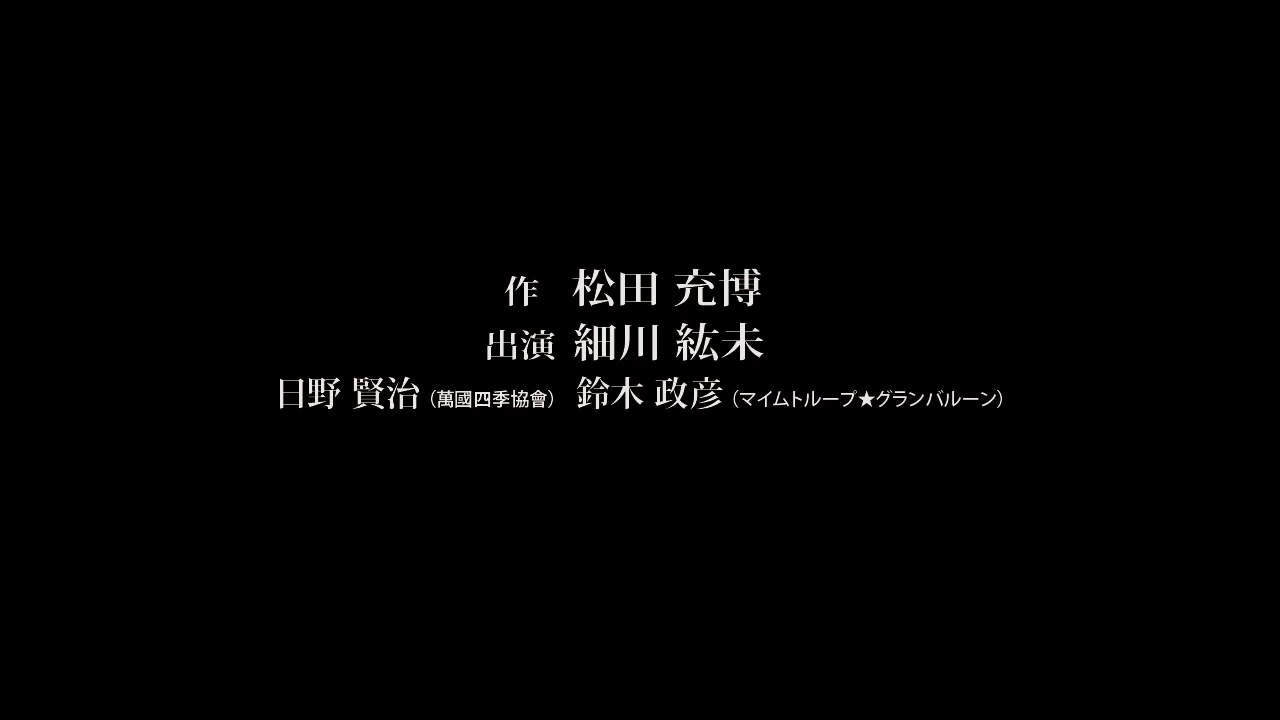 作 松田 充博
出演 細川 紘未
日野 賢治（萬國四季協會） 鈴木 政彦（マイムトループ★グランバルーン）